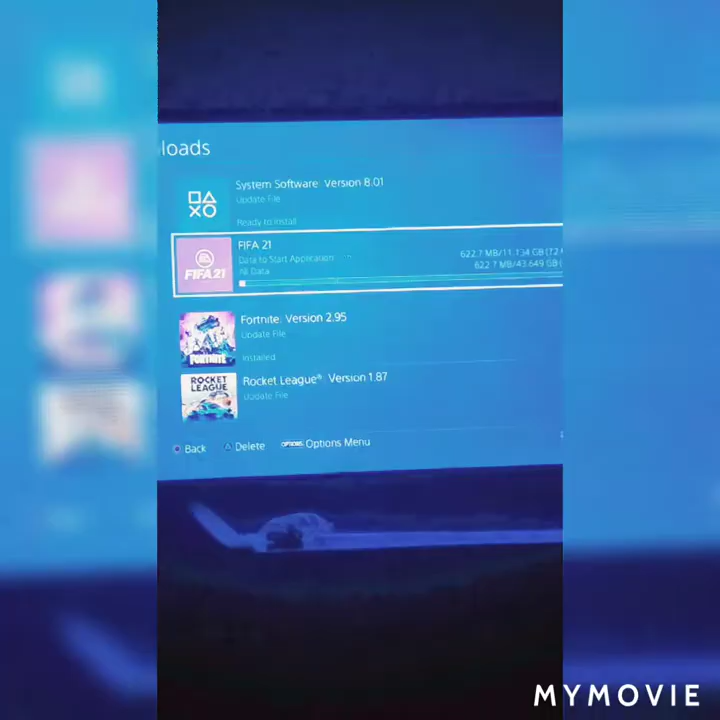 loads
System Software Version 8.01
Update File
Ready to Install
FIFA 21
Data to Start Application
All Data
622.7 MB/11.134 GB (72
622.7 MB/43.649 GB
FIFA 21
Fortnite: Version 2.95
Update File
Installed
FORTNITE
Rocket League® Version 1.87
Update File
ROCKET
LEAGUE
Back
Delete
OPTIONS Options Menu
MYMOVIE